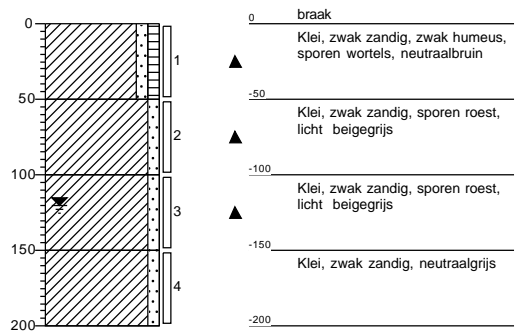 0
50
100
150
200
1
2
3
4
0
braak
Klei, zwak zandig, zwak humeus,
sporen wortels, neutraalbruin
-50
Klei, zwak zandig, sporen roest,
licht beigegrijs
-100
Klei, zwak zandig, sporen roest,
licht beigegrijs
-150
Klei, zwak zandig, neutraalgrijs
-200